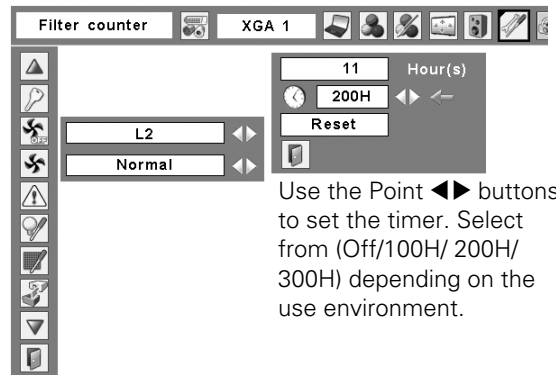 Filter counter
XGA 1
11 Hour(s)
200H
Reset
L2
Normal
OFF
Use the Point ◀▶ buttons
to set the timer. Select
from (Off/100H/ 200H/
300H) depending on the
use environment.